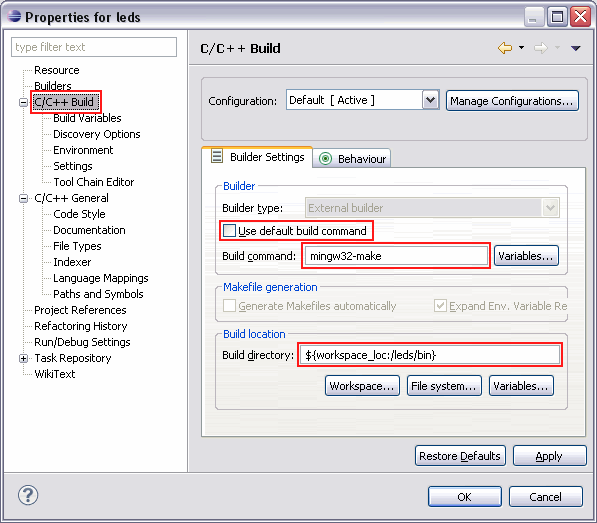 Properties for leds
type filter text
Resource
Builders
C/C++ Build
Build Variables
Discovery Options
Environment
Settings
Tool Chain Editor
C/C++ General
Code Style
Documentation
File Types
Indexer
Language Mappings
Paths and Symbols
Project References
Refactoring History
Run/Debug Settings
Task Repository
WikiText
C/C++ Build
Configuration: Default [ Active ] Manage Configurations...
Builder Settings Behaviour
Builder
Builder type: External builder
Use default build command
Build command: mingw32-make Variables...
Makefile generation
Generate Makefiles automatically Expand Env. Variable Re
Build location
Build directory: ${workspace_loc:/leds/bin}
Workspace... File system... Variables...
Restore Defaults Apply
? OK Cancel